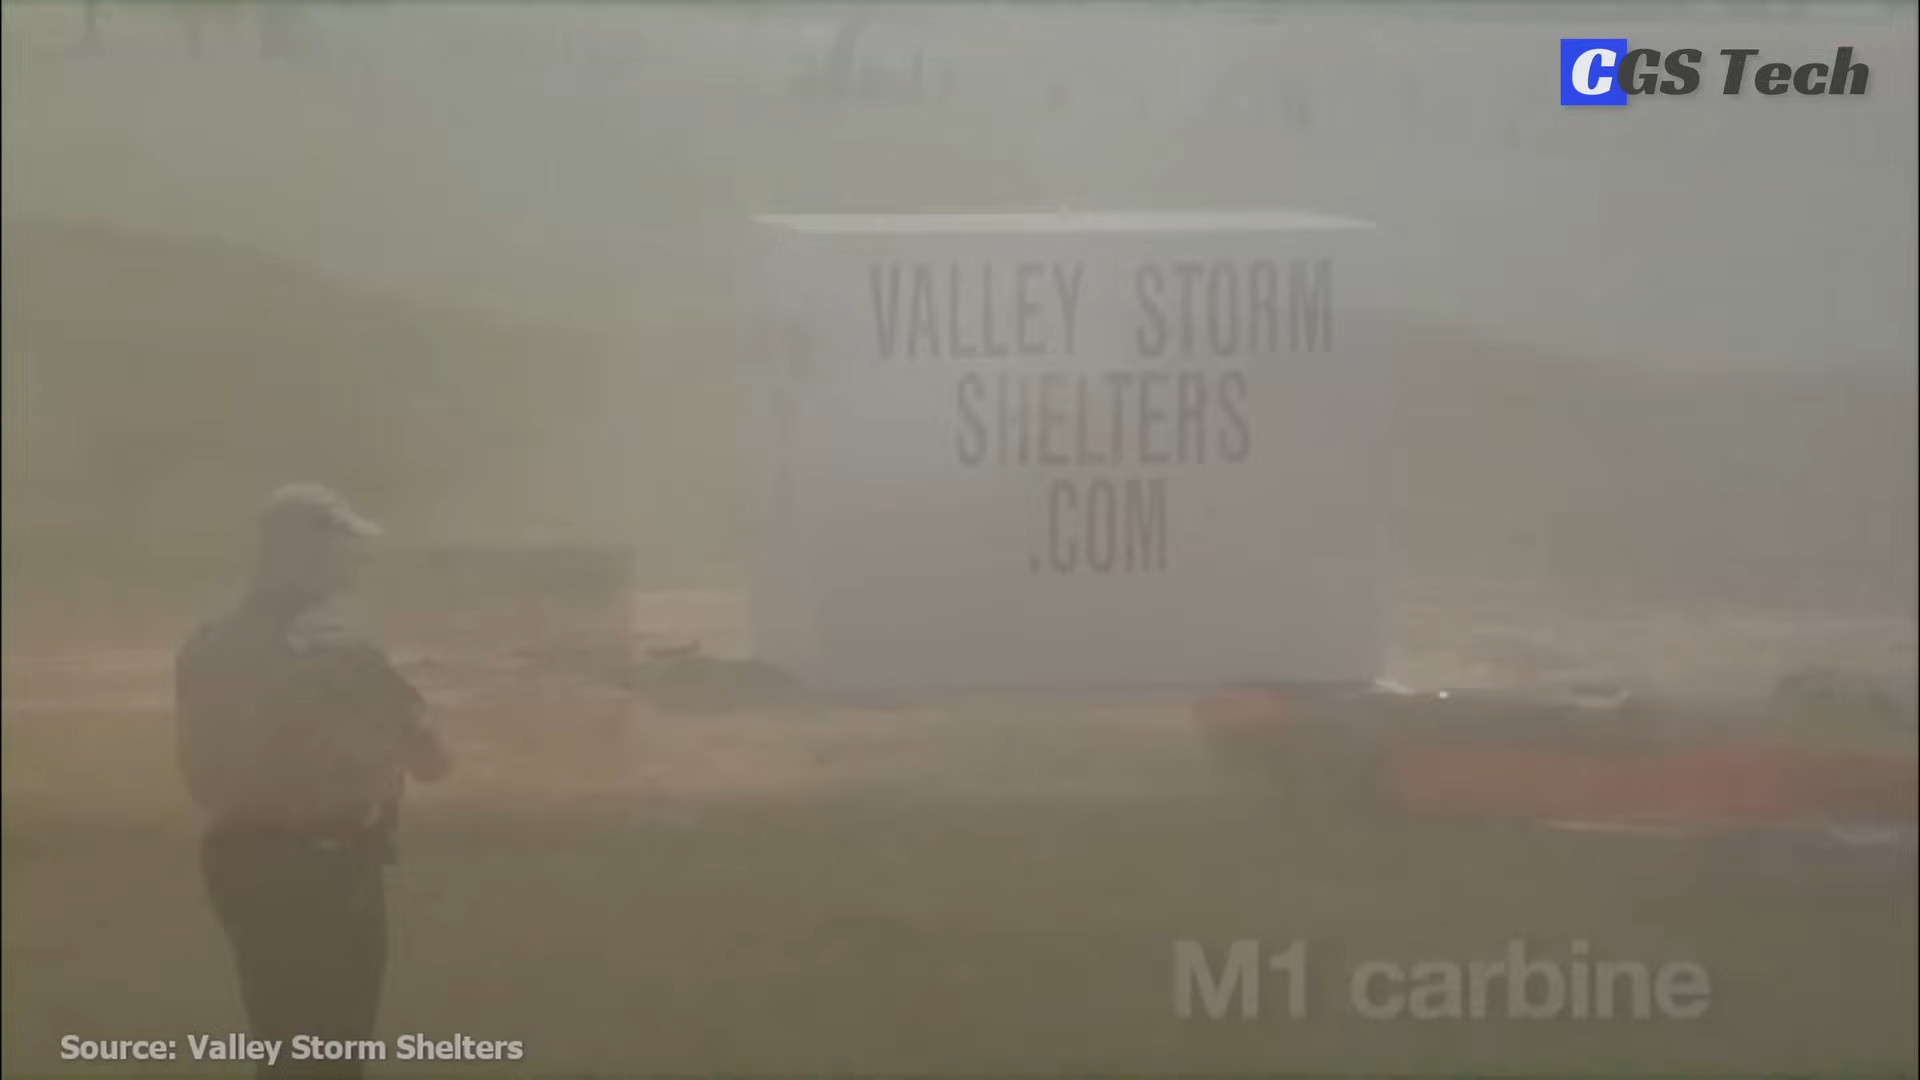 CGS Tech
VALLEY STORM
SHELTERS
.COM
M1 carbine
Source: Valley Storm Shelters